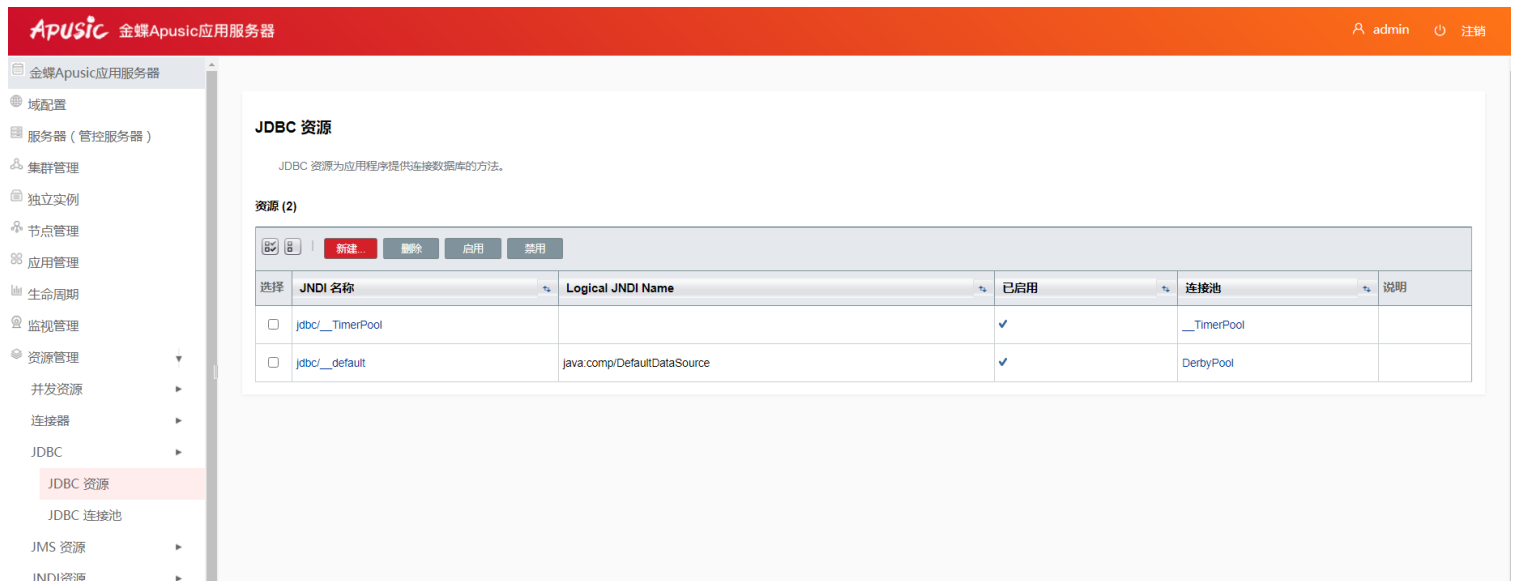 Apusic 金蝶Apusic应用服务器 admin 注销
金蝶Apusic应用服务器
域配置
服务器（管控服务器）
集群管理
独立实例
节点管理
应用管理
生命周期
监视管理
资源管理
并发资源
连接器
JDBC
JDBC 资源
JDBC 连接池
JMS 资源
JNDI资源
JDBC 资源
JDBC 资源为应用程序提供连接数据库的方法。
资源 (2)
新建... 删除 启用 禁用
选择 JNDI 名称 Logical JNDI Name 已启用 连接池 说明
jdbc/__TimerPool __TimerPool
jdbc/__default java:comp/DefaultDataSource DerbyPool